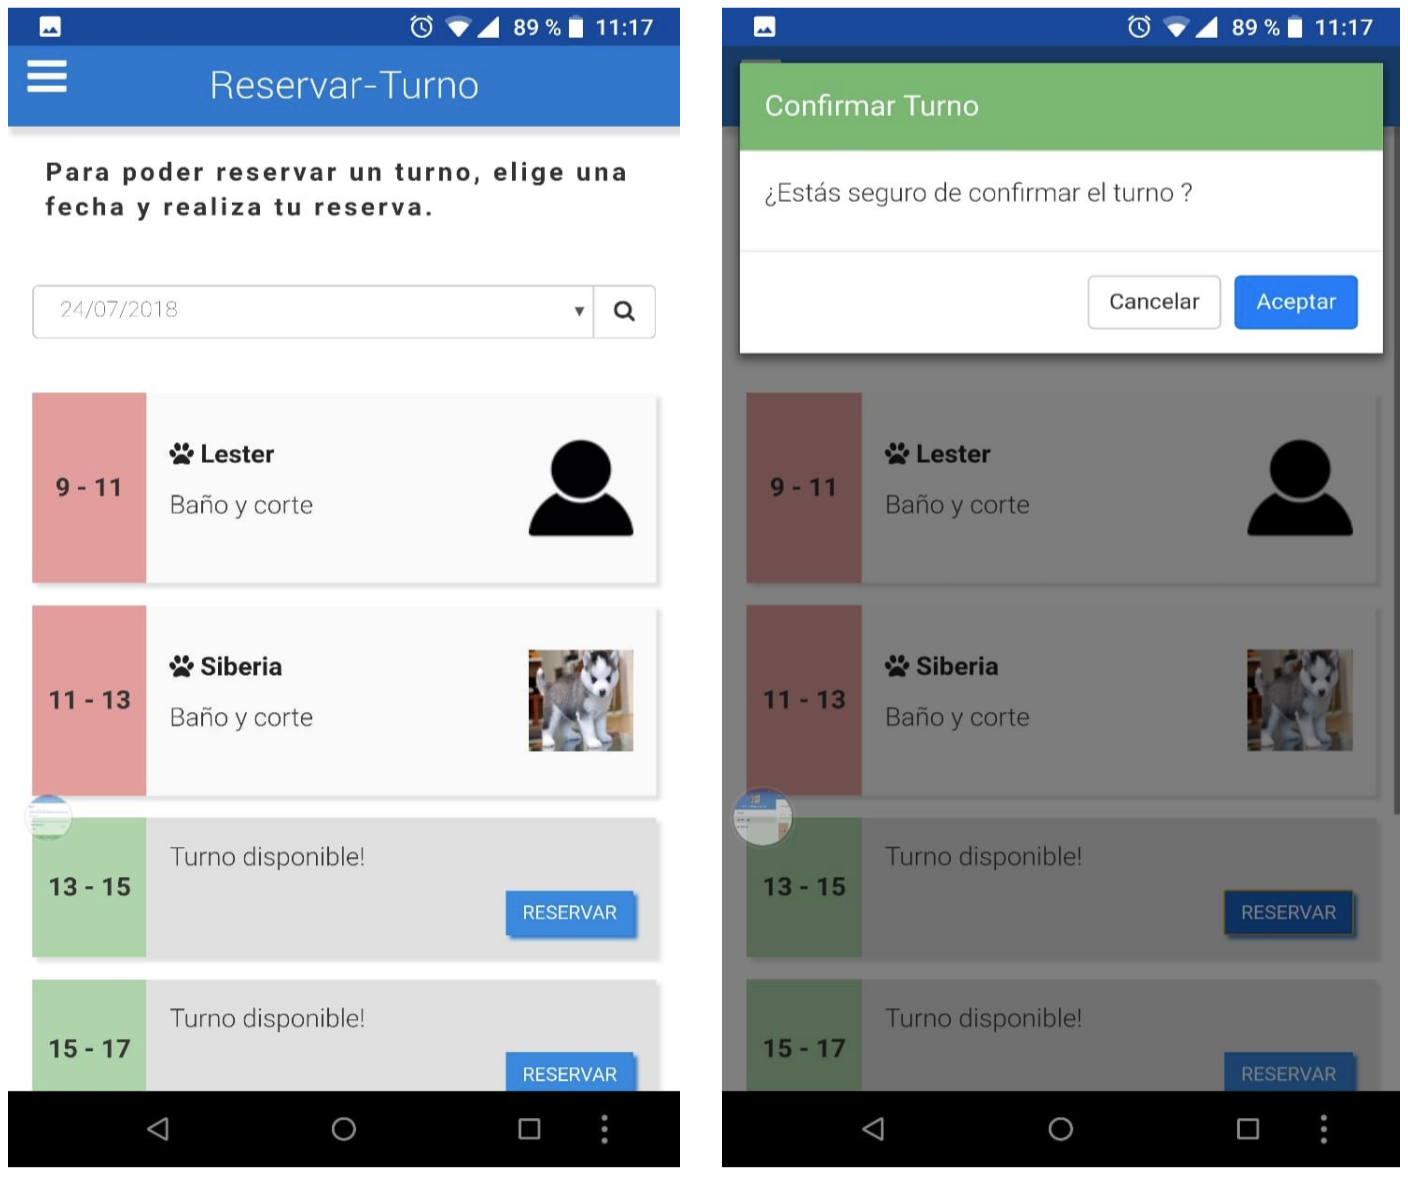 89 % 11:17
Reservar-Turno
Para poder reservar un turno, elige una
fecha y realiza tu reserva.
24/07/2018
9 - 11
Lester
Baño y corte
11 - 13
Siberia
Baño y corte
13 - 15
Turno disponible!
RESERVAR
15 - 17
Turno disponible!
RESERVAR
89 % 11:17
Confirmar Turno
¿Estás seguro de confirmar el turno ?
Cancelar
Aceptar
9 - 11
Lester
Baño y corte
11 - 13
Siberia
Baño y corte
13 - 15
Turno disponible!
RESERVAR
15 - 17
Turno disponible!
RESERVAR